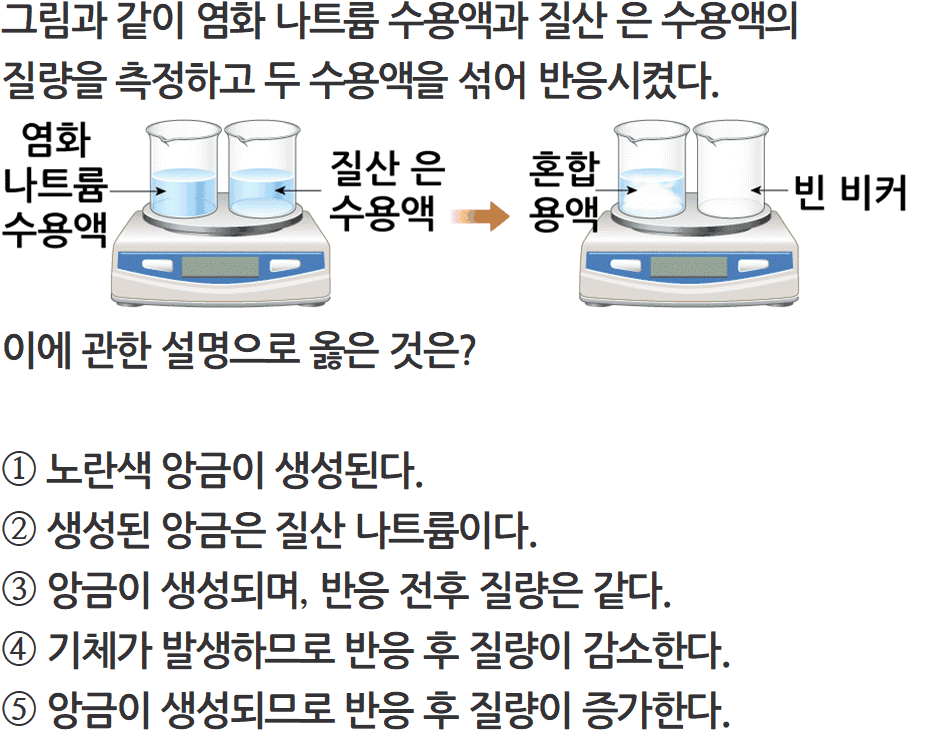 그림과 같이 염화 나트륨 수용액과 질산 은 수용액의
질량을 측정하고 두 수용액을 섞어 반응시켰다.
염화
나트륨
수용액
질산 은
수용액
혼합
용액
빈 비커
이에 관한 설명으로 옳은 것은?
① 노란색 앙금이 생성된다.
② 생성된 앙금은 질산 나트륨이다.
③ 앙금이 생성되며, 반응 전후 질량은 같다.
④ 기체가 발생하므로 반응 후 질량이 감소한다.
⑤ 앙금이 생성되므로 반응 후 질량이 증가한다.